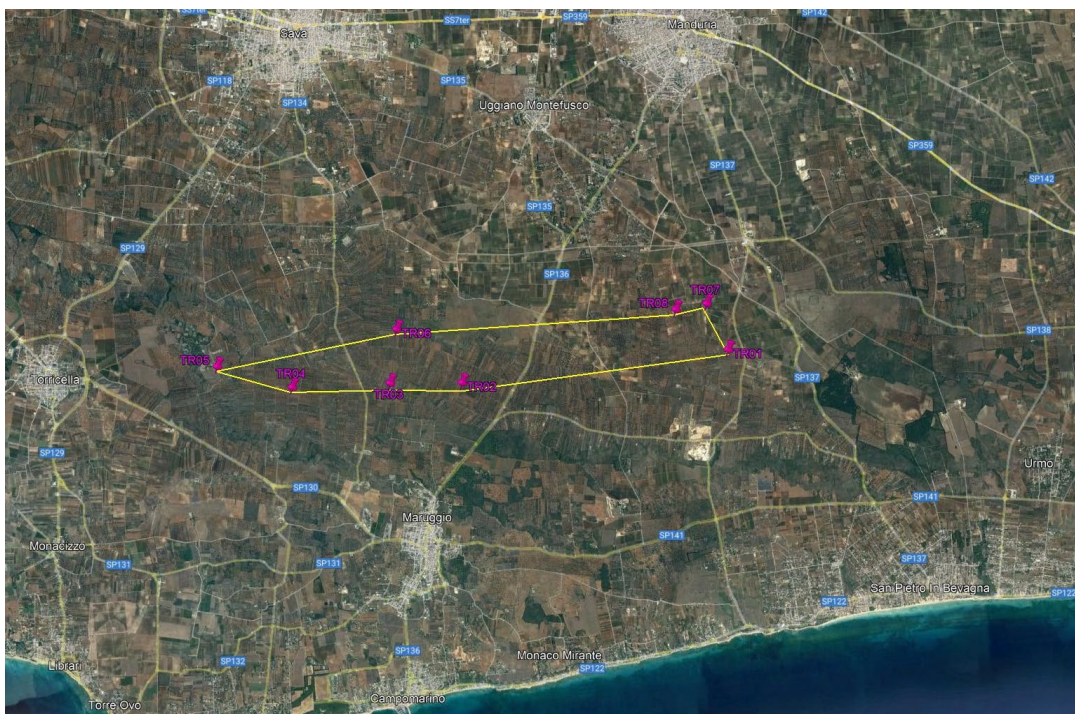 SS7ter
SS7ter
SP359
SP142
Sava
Manduria
SP118
SP135
SP134
Uggiano Montefusco
SP359
SP137
SP142
SP135
SP129
SP136
TR08
TR07
SP138
TR06
TR01
TR05
TR04
TR03
TR02
Torricella
SP137
SP129
Urmo
SP130
SP141
Maruggio
SP141
Monacizzo
SP131
SP131
SP137
San Pietro In Bevagna
SP122
SP122
Librari
SP132
SP136
Monaco Mirante
SP122
Campomarino
Torre Ovo